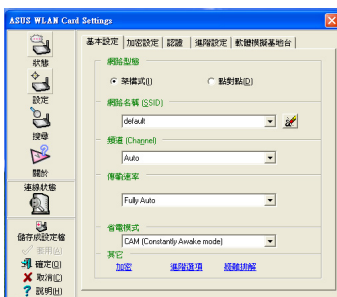 ASUS WLAN Card Settings
狀態
設定
搜尋
關於
連線狀態
儲存成設定檔
套用(A)
確定(O)
取消(C)
說明(H)
基本設定 加密設定 認證 進階設定 軟體模擬基地台
網路型態
架構式(I)
點對點(D)
網路名稱 (SSID)
default
頻道 (Channel)
Auto
傳輸速率
Fully Auto
省電模式
CAM (Constantly Awake mode)
其它
加密 進階選項 疑難排解